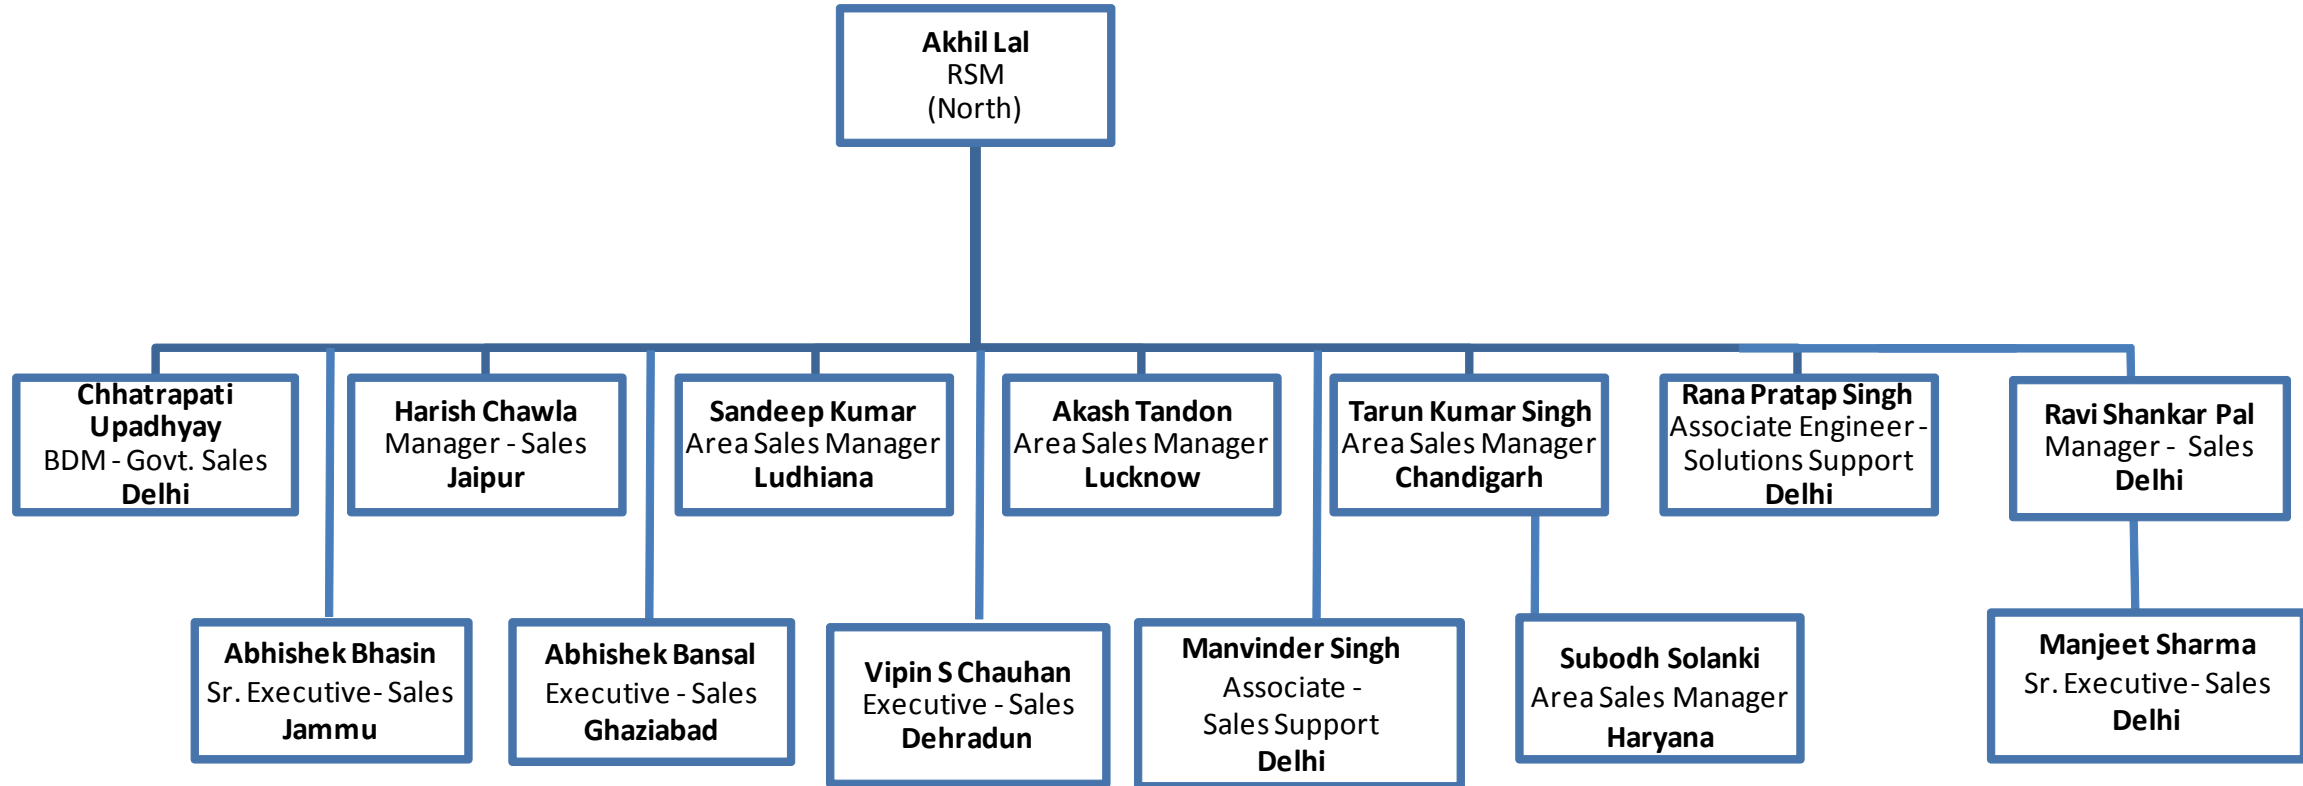 Akhil Lal
RSM
(North)
Chhatrapati
Upadhyay
BDM - Govt. Sales
Delhi
Harish Chawla
Manager - Sales
Jaipur
Sandeep Kumar
Area Sales Manager
Ludhiana
Akash Tandon
Area Sales Manager
Lucknow
Tarun Kumar Singh
Area Sales Manager
Chandigarh
Rana Pratap Singh
Associate Engineer -
Solutions Support
Delhi
Ravi Shankar Pal
Manager - Sales
Delhi
Abhishek Bhasin
Sr. Executive- Sales
Jammu
Abhishek Bansal
Executive - Sales
Ghaziabad
Vipin S Chauhan
Executive - Sales
Dehradun
Manvinder Singh
Associate -
Sales Support
Delhi
Subodh Solanki
Area Sales Manager
Haryana
Manjeet Sharma
Sr. Executive- Sales
Delhi